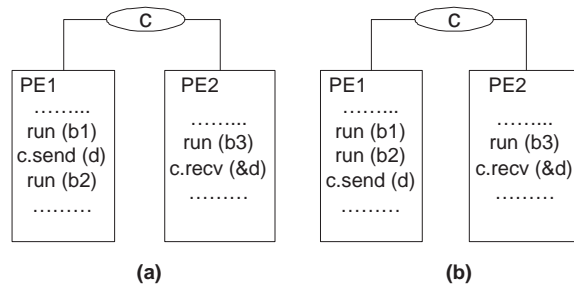 C
PE1
……...
run (b1)
c.send (d)
run (b2)
………
PE2
……...
run (b3)
c.recv (&d)
………
(a)
C
PE1
……...
run (b1)
run (b2)
c.send (d)
………
PE2
……...
run (b3)
c.recv (&d)
………
(b)